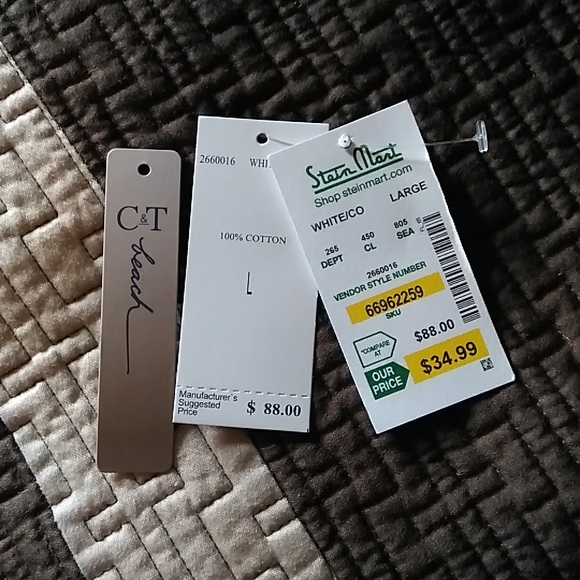 C&T
beach
2660016
100% COTTON
L
Manufacturer's
Suggested
Price
$ 88.00
Stein Mart
Shop steinmart.com
WHITE/CO LARGE
265 450 805
DEPT CL SEA
2660016
VENDOR STYLE NUMBER
66962259
SKU
*COMPARE
AT
$88.00
OUR
PRICE
$34.99